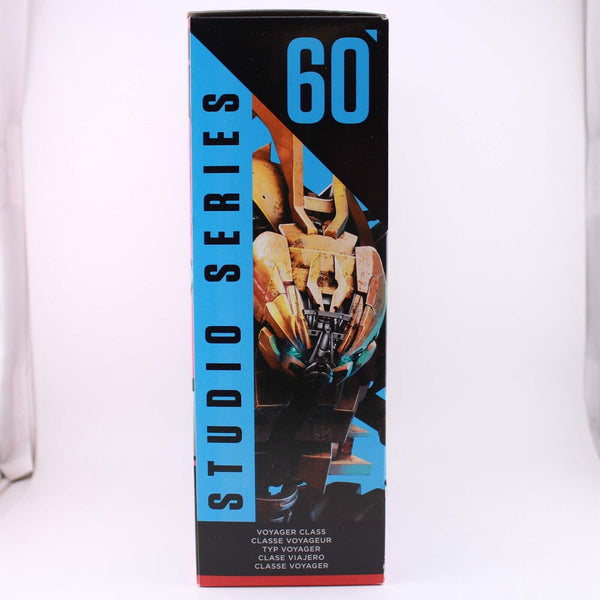 60
STUDIO SERIES
VOYAGER CLASS
CLASSE VOYAGEUR
TYP VOYAGER
CLASE VIAJERO
CLASSE VOYAGER